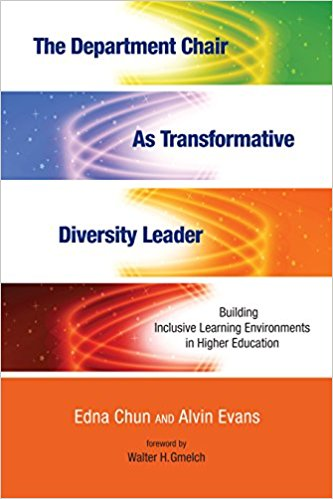 The Department Chair
As Transformative
Diversity Leader
Building
Inclusive Learning Environments
in Higher Education
Edna Chun AND Alvin Evans
foreword by
Walter H. Gmelch